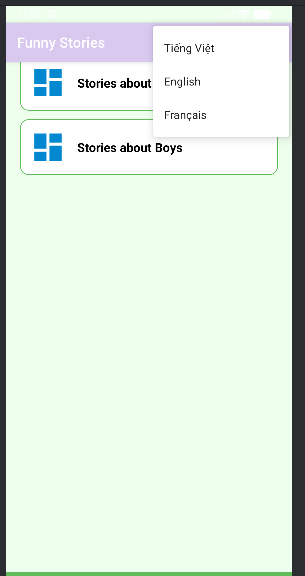 Funny Stories
Tiếng Việt
English
Français
Stories about
Stories about Boys